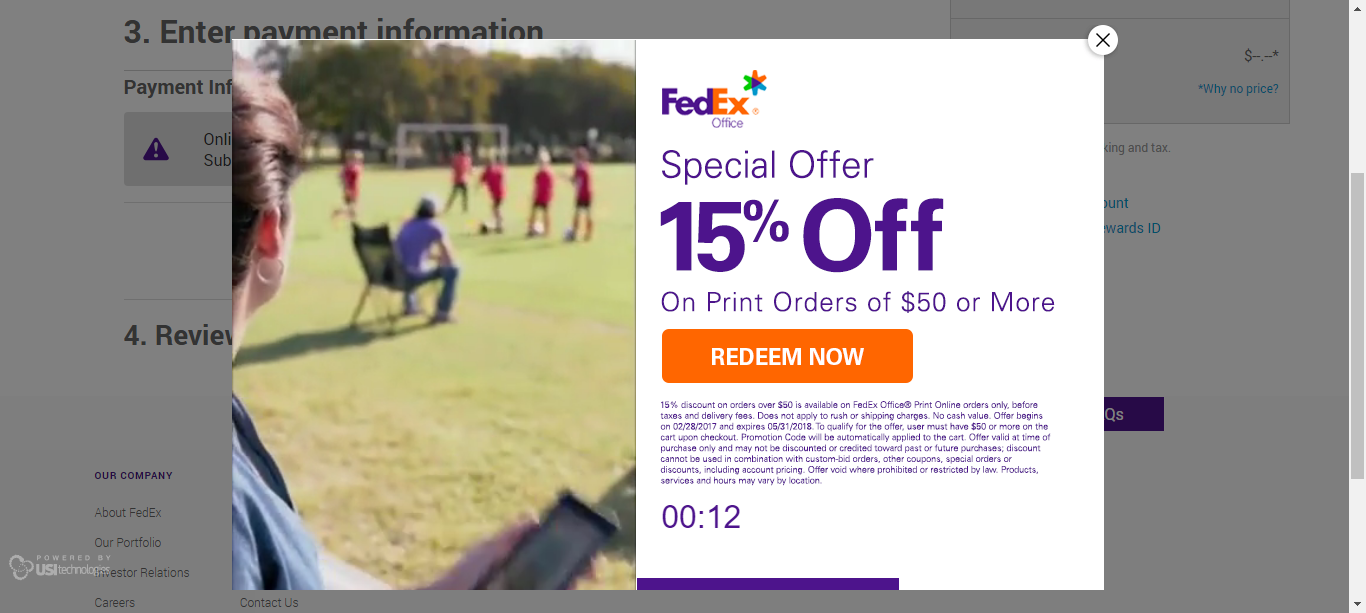 3. Enter payment information
Payment Inf
Onli
Sub
4. Review
$--.--*
*Why no price?
king and tax.
ount
ewards ID
Qs
FedEx®
Office
Special Offer
15% Off
On Print Orders of $50 or More
REDEEM NOW
15% discount on orders over $50 is available on FedEx Office® Print Online orders only, before
taxes and delivery fees. Does not apply to rush or shipping charges. No cash value. Offer begins
on 02/28/2017 and expires 05/31/2018. To qualify for the offer, user must have $50 or more on the
cart upon checkout. Promotion Code will be automatically applied to the cart. Offer valid at time of
purchase only and may not be discounted or credited toward past or future purchases; discount
cannot be used in combination with custom-bid orders, other coupons, special orders or
discounts, including account pricing. Offer void where prohibited or restricted by law. Products,
services and hours may vary by location.
00:12
OUR COMPANY
About FedEx
Our Portfolio
Investor Relations
Careers
Contact Us
POWERED BY
USI technologies